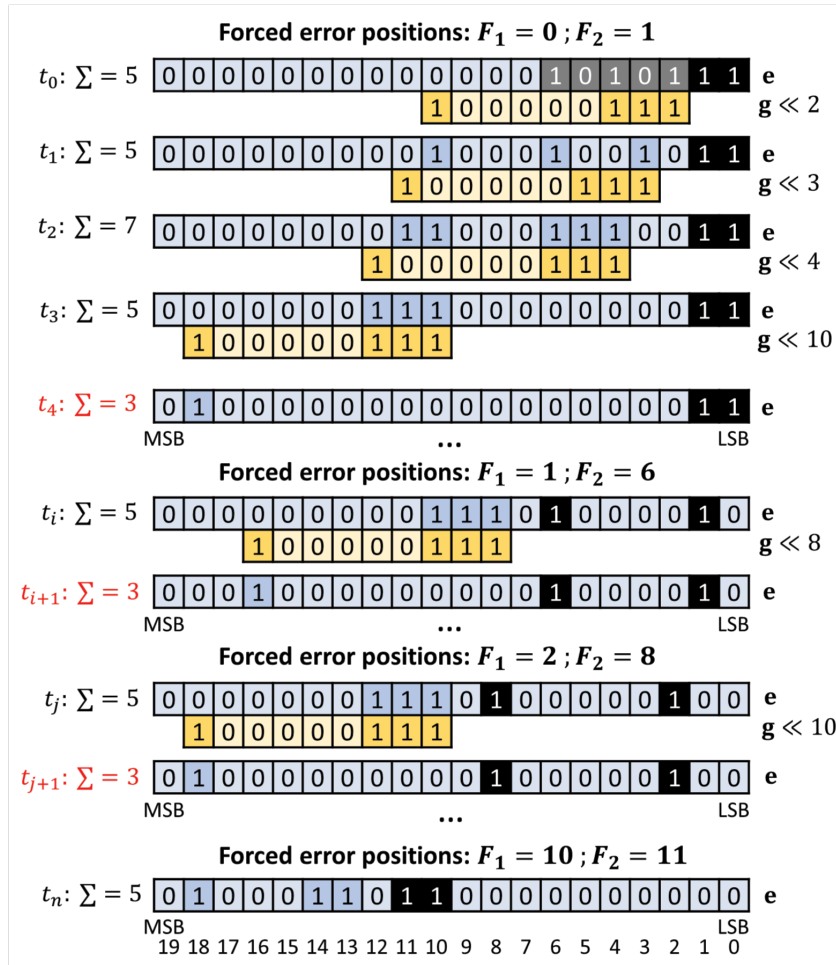 Forced error positions: F₁ = 0 ; F₂ = 1
t₀: Σ = 5 0 0 0 0 0 0 0 0 0 0 0 0 0 1 0 1 0 1 1 1 e
1 0 0 0 0 0 1 1 1 g ≪ 2
t₁: Σ = 5 0 0 0 0 0 0 0 0 0 1 0 0 0 1 0 0 1 0 1 1 e
1 0 0 0 0 0 1 1 1 g ≪ 3
t₂: Σ = 7 0 0 0 0 0 0 0 0 1 1 0 0 0 1 1 1 0 0 1 1 e
1 0 0 0 0 0 1 1 1 g ≪ 4
t₃: Σ = 5 0 0 0 0 0 0 0 1 1 1 0 0 0 0 0 0 0 0 1 1 e
1 0 0 0 0 0 1 1 1 g ≪ 10
t₄: Σ = 3 0 1 0 0 0 0 0 0 0 0 0 0 0 0 0 0 0 0 1 1 e
MSB ... LSB
Forced error positions: F₁ = 1 ; F₂ = 6
tᵢ: Σ = 5 0 0 0 0 0 0 0 0 0 1 1 1 0 1 0 0 0 0 1 0 e
1 0 0 0 0 0 1 1 1 g ≪ 8
tᵢ₊₁: Σ = 3 0 0 0 1 0 0 0 0 0 0 0 0 0 1 0 0 0 0 1 0 e
MSB ... LSB
Forced error positions: F₁ = 2 ; F₂ = 8
tⱼ: Σ = 5 0 0 0 0 0 0 0 1 1 1 0 1 0 0 0 0 0 1 0 0 e
1 0 0 0 0 0 1 1 1 g ≪ 10
tⱼ₊₁: Σ = 3 0 1 0 0 0 0 0 0 0 0 0 1 0 0 0 0 0 1 0 0 e
MSB ... LSB
Forced error positions: F₁ = 10 ; F₂ = 11
tₙ: Σ = 5 0 1 0 0 0 1 1 0 1 1 0 0 0 0 0 0 0 0 0 0 e
MSB LSB
19 18 17 16 15 14 13 12 11 10 9 8 7 6 5 4 3 2 1 0